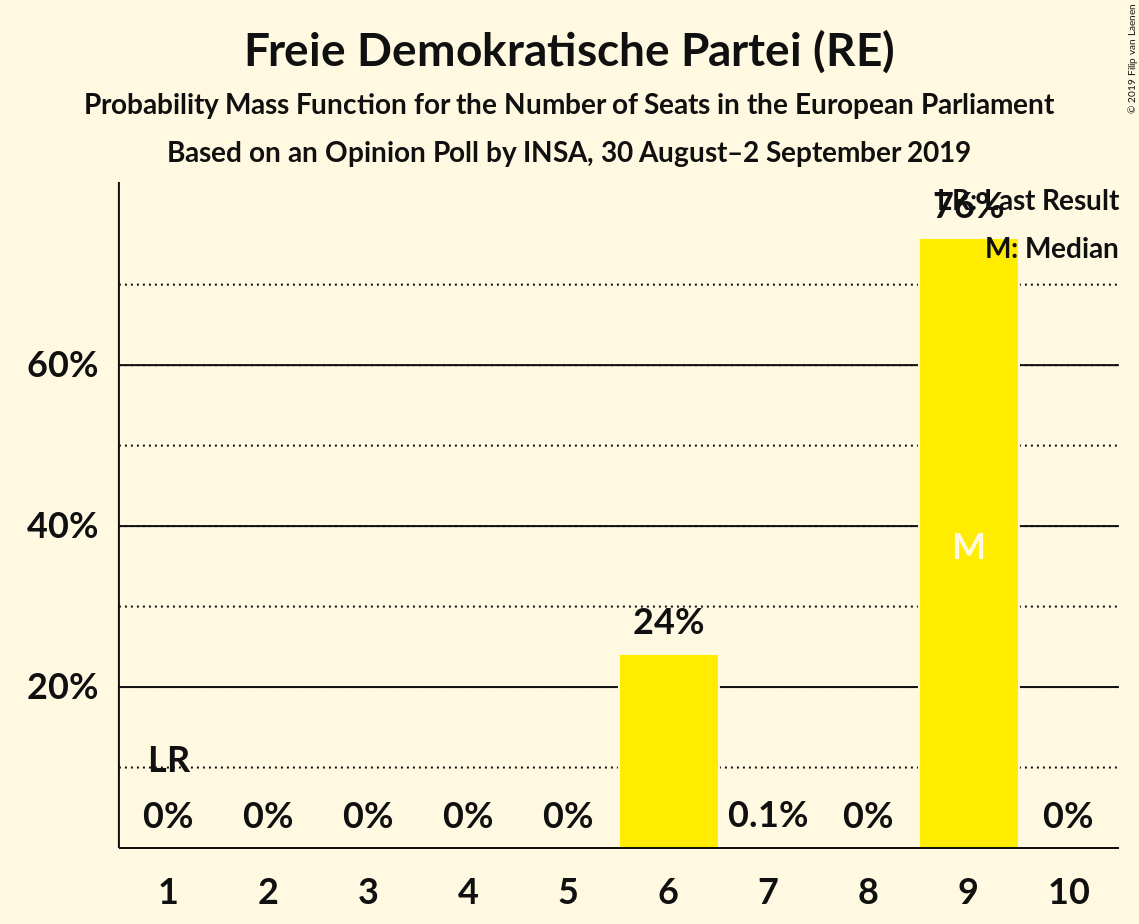 Freie Demokratische Partei (RE)
Probability Mass Function for the Number of Seats in the European Parliament
Based on an Opinion Poll by INSA, 30 August–2 September 2019
© 2019 Filip van Laenen
76%
LR: Last Result
M: Median
60%
40%
M
24%
20%
LR
0% 0% 0% 0% 0% 0.1% 0% 0%
1 2 3 4 5 6 7 8 9 10